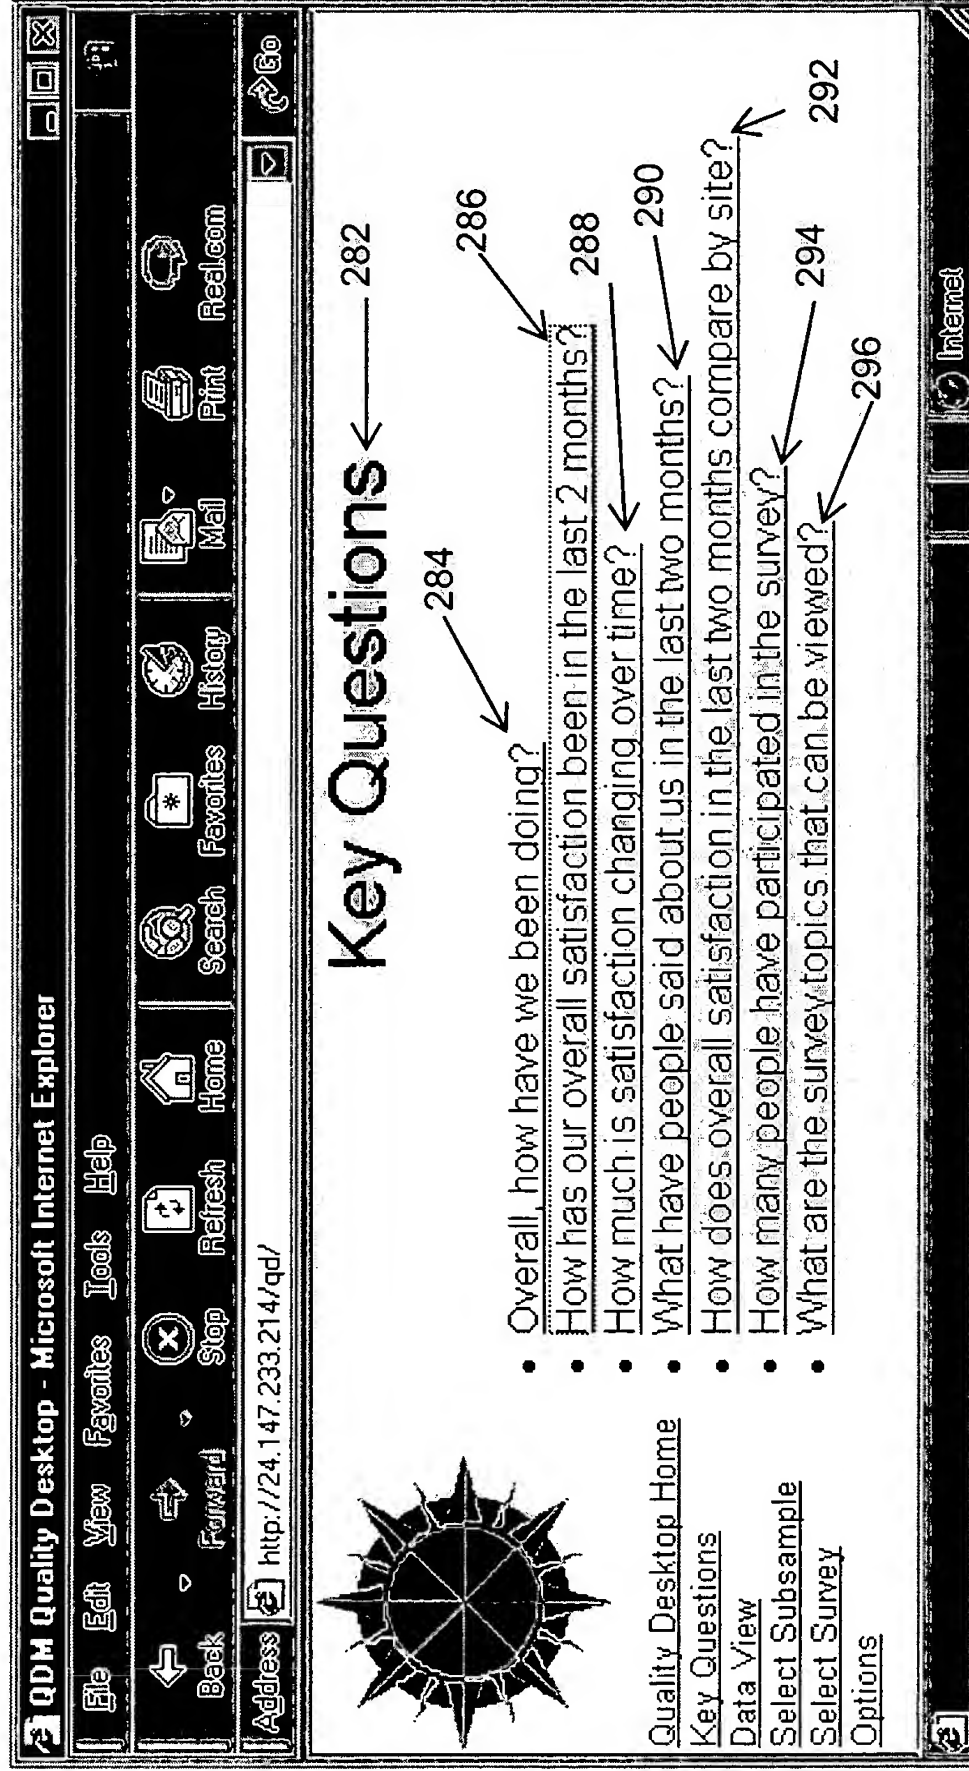 QDM Quality Desktop - Microsoft Internet Explorer
File Edit View Favorites Tools Help
Back Forward Stop Refresh Home Search Favorites History Mail Print Real.com
Address http://24.147.233.214/qd/ Go
Key Questions 282
284
286
• Overall, how have we been doing?
• How has our overall satisfaction been in the last 2 months?
288
• How much is satisfaction changing over time?
290
• What have people said about us in the last two months?
• How does overall satisfaction in the last two months compare by site?
292
• How many people have participated in the survey?
294
• What are the survey topics that can be viewed?
296
Quality Desktop Home
Key Questions
Data View
Select Subsample
Select Survey
Options
Internet